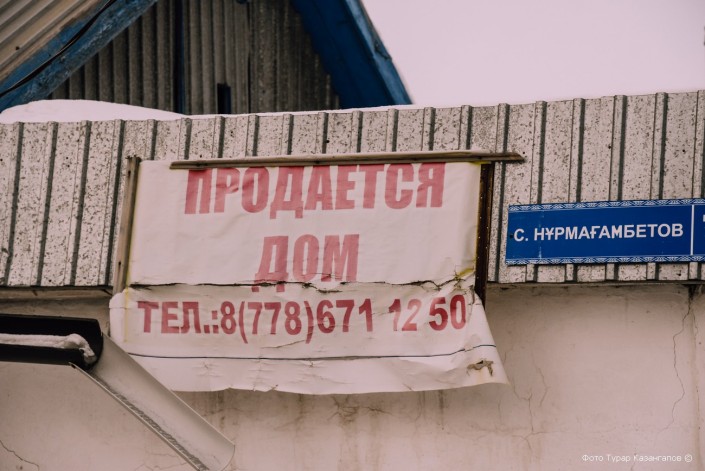 ПРОДАЕТСЯ
ДОМ
ТЕЛ.:8(778)671 12 50
С. НҰРМАҒАМБЕТОВ
Фото Турар Казангапов ©